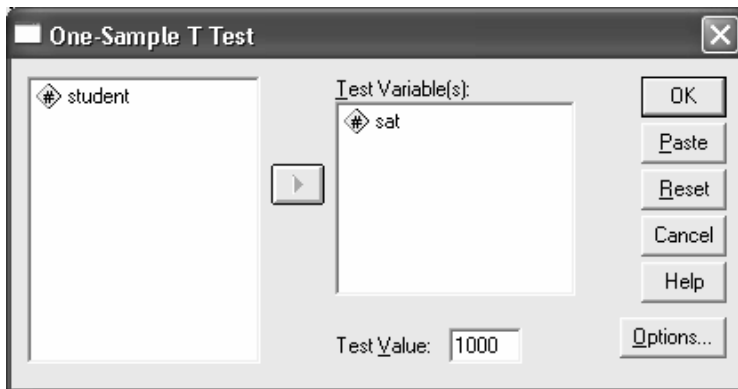 One-Sample T Test
# student
Test Variable(s):
# sat
OK
Paste
Reset
Cancel
Help
Options...
Test Value: 1000